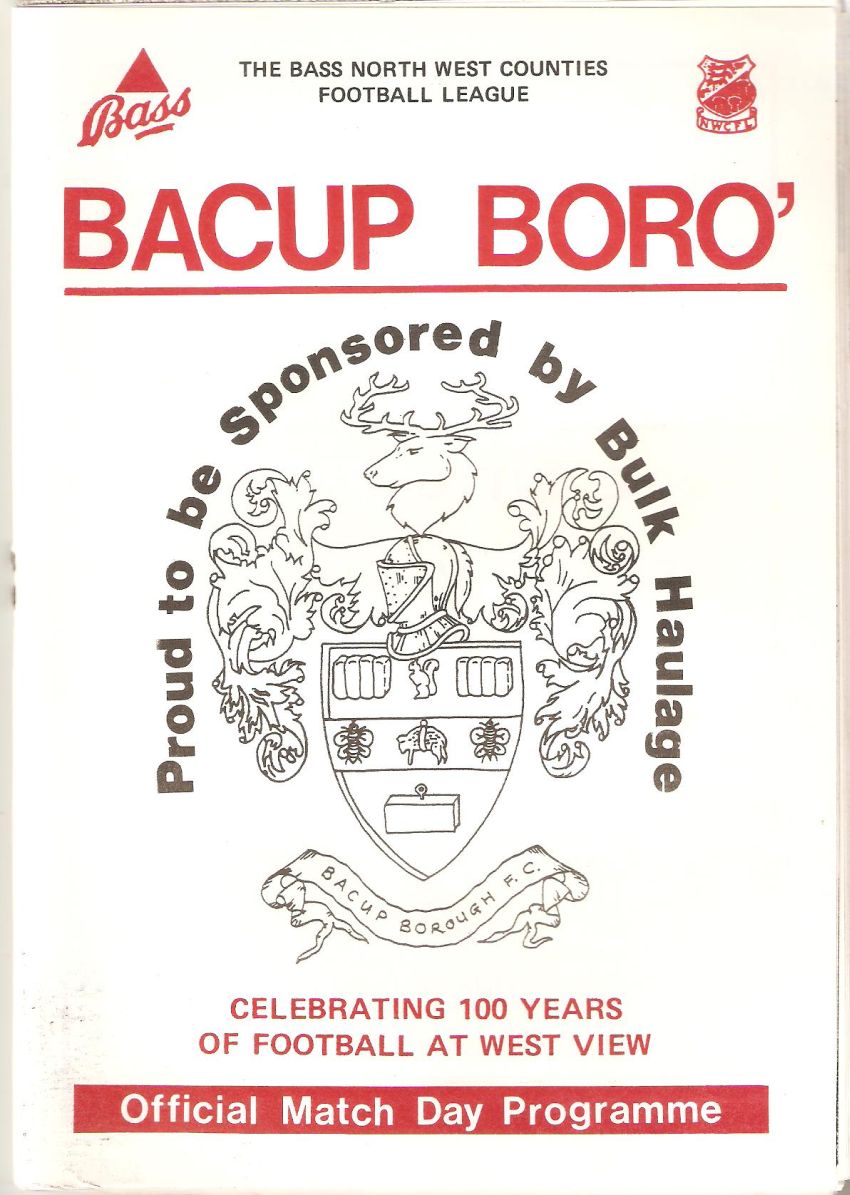 Bass
THE BASS NORTH WEST COUNTIES
FOOTBALL LEAGUE
NWCFL
BACUP BORO'
Proud to be Sponsored by Bulk Haulage
BACUP BOROUGH F.C.
CELEBRATING 100 YEARS
OF FOOTBALL AT WEST VIEW
Official Match Day Programme